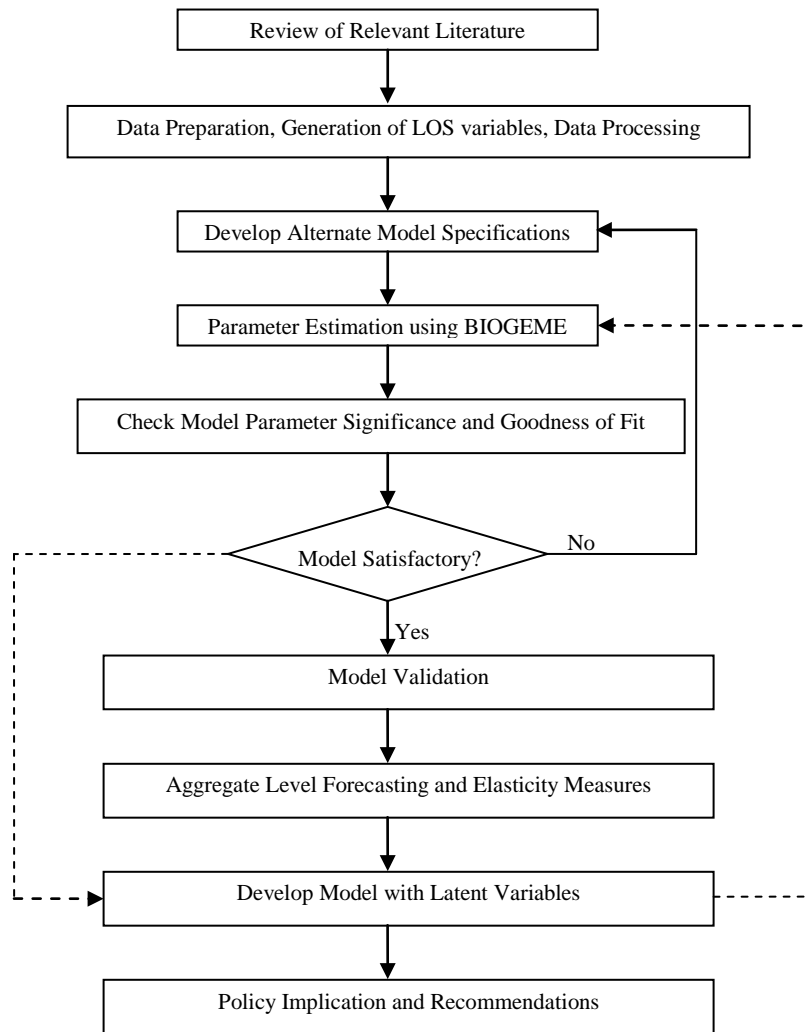 Review of Relevant Literature
Data Preparation, Generation of LOS variables, Data Processing
Develop Alternate Model Specifications
Parameter Estimation using BIOGEME
Check Model Parameter Significance and Goodness of Fit
Model Satisfactory?
No
Yes
Model Validation
Aggregate Level Forecasting and Elasticity Measures
Develop Model with Latent Variables
Policy Implication and Recommendations